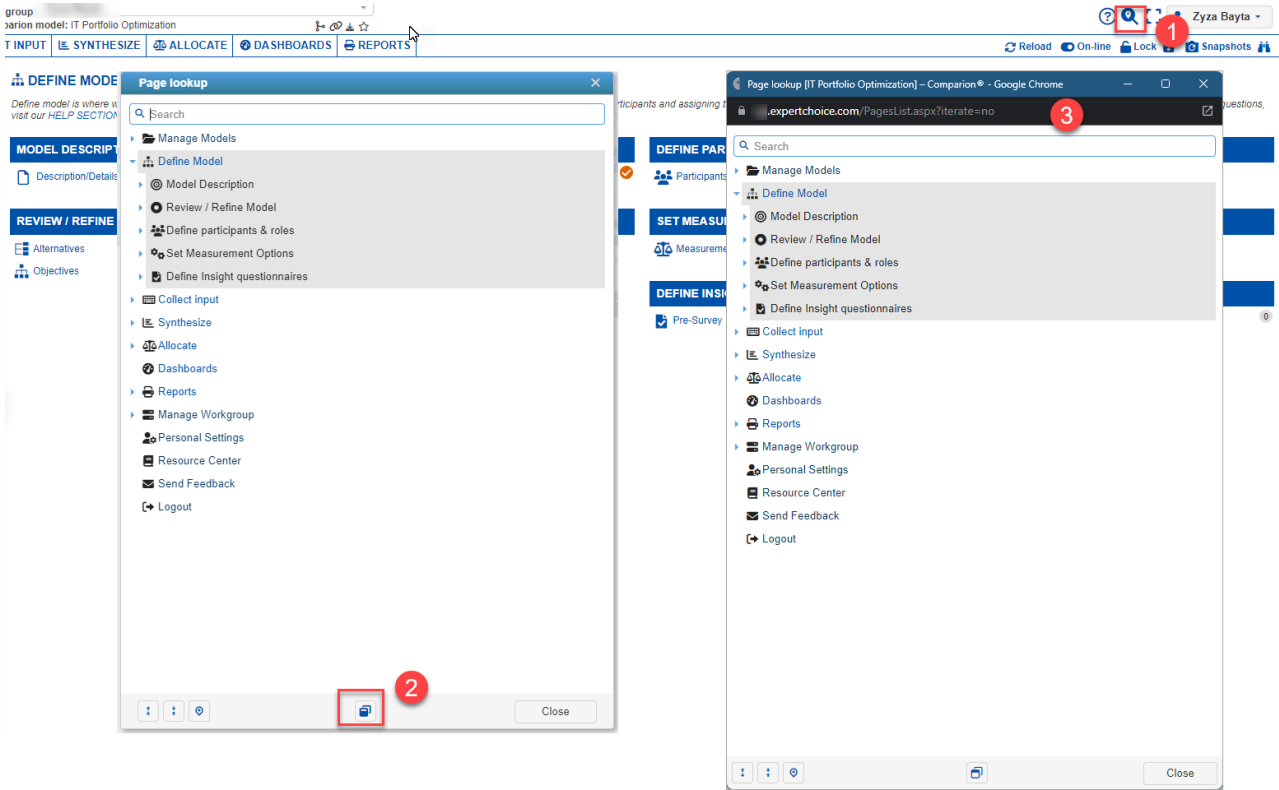 group
parion model: IT Portfolio Optimization
Zyza Bayta
1
T INPUT SYNTHESIZE ALLOCATE DASHBOARDS REPORTS
Reload On-line Lock Snapshots
DEFINE MODE
Define model is where w
visit our HELP SECTION
ticipants and assigning t
questions,
MODEL DESCRIPT
Description/Details
REVIEW / REFINE
Alternatives
Objectives
DEFINE PAR
Participants
SET MEASU
Measureme
DEFINE INSI
Pre-Survey
0
Page lookup
Search
Manage Models
Define Model
Model Description
Review / Refine Model
Define participants & roles
Set Measurement Options
Define Insight questionnaires
Collect input
Synthesize
Allocate
Dashboards
Reports
Manage Workgroup
Personal Settings
Resource Center
Send Feedback
Logout
2
Close
Page lookup [IT Portfolio Optimization] – Comparion® - Google Chrome
.expertchoice.com/PagesList.aspx?iterate=no
3
Search
Manage Models
Define Model
Model Description
Review / Refine Model
Define participants & roles
Set Measurement Options
Define Insight questionnaires
Collect input
Synthesize
Allocate
Dashboards
Reports
Manage Workgroup
Personal Settings
Resource Center
Send Feedback
Logout
Close